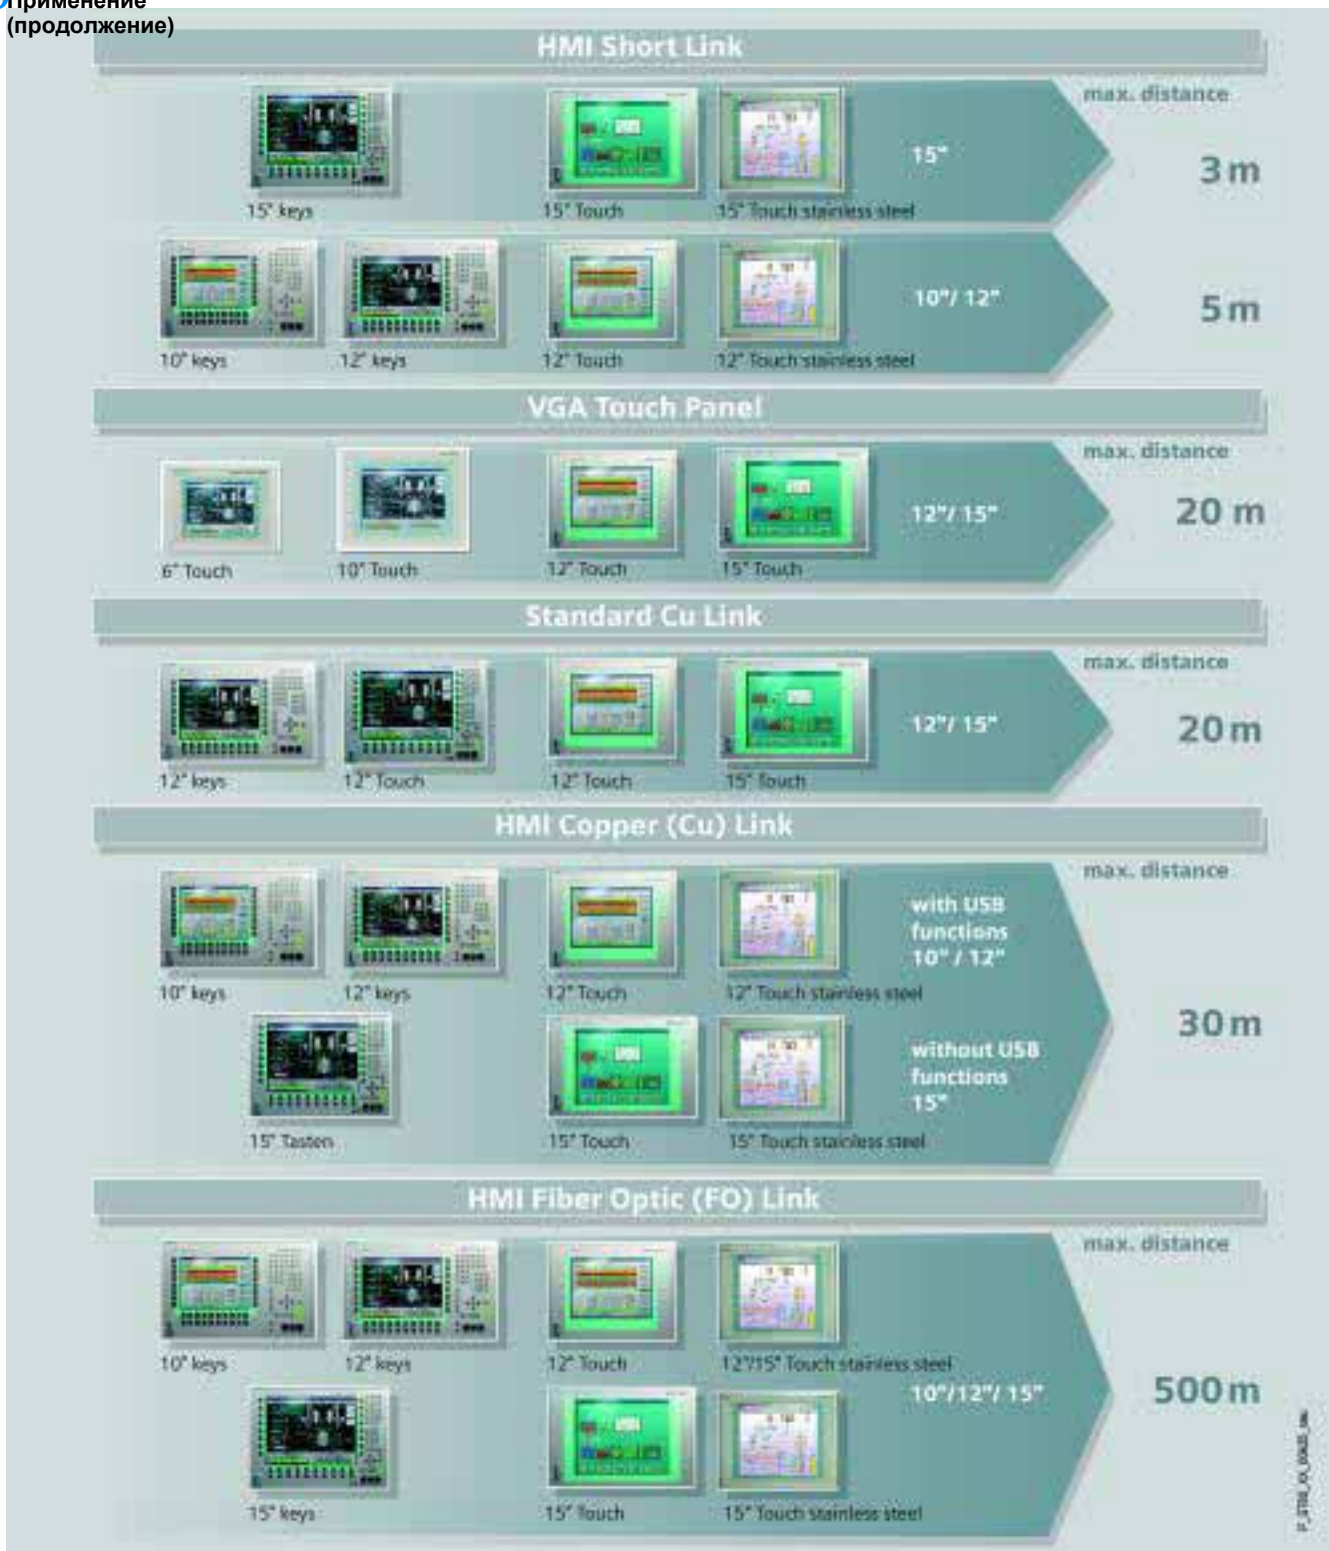 Применение
(продолжение)
HMI Short Link
max. distance
15"
3 m
15" keys
15" Touch
15" Touch stainless steel
10"/ 12"
5 m
10" keys
12" keys
12" Touch
12" Touch stainless steel
VGA Touch Panel
max. distance
12"/ 15"
20 m
6" Touch
10" Touch
12" Touch
15" Touch
Standard Cu Link
max. distance
12"/ 15"
20 m
12" keys
12" Touch
12" Touch
15" Touch
HMI Copper (Cu) Link
max. distance
with USB
functions
10" / 12"
10" keys
12" keys
12" Touch
12" Touch stainless steel
30 m
without USB
functions
15"
15" Tasten
15" Touch
15" Touch stainless steel
HMI Fiber Optic (FO) Link
max. distance
10" keys
12" keys
12" Touch
12"/15" Touch stainless steel
10"/12"/ 15"
500 m
15" keys
15" Touch
15" Touch stainless steel